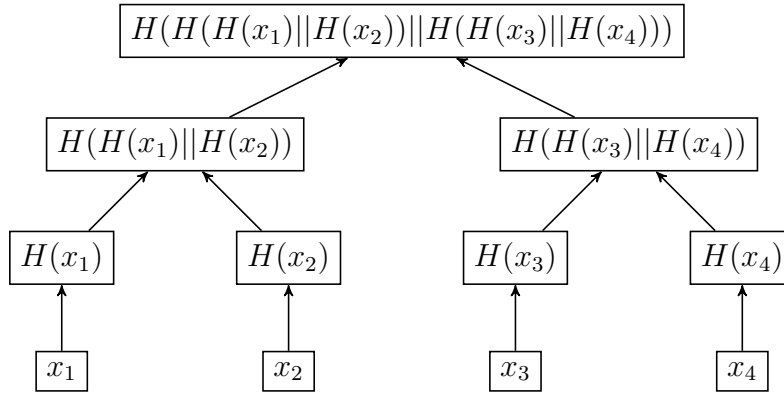 H(H(H(x₁)||H(x₂))||H(H(x₃)||H(x₄)))
H(H(x₁)||H(x₂)) H(H(x₃)||H(x₄))
H(x₁) H(x₂) H(x₃) H(x₄)
x₁ x₂ x₃ x₄